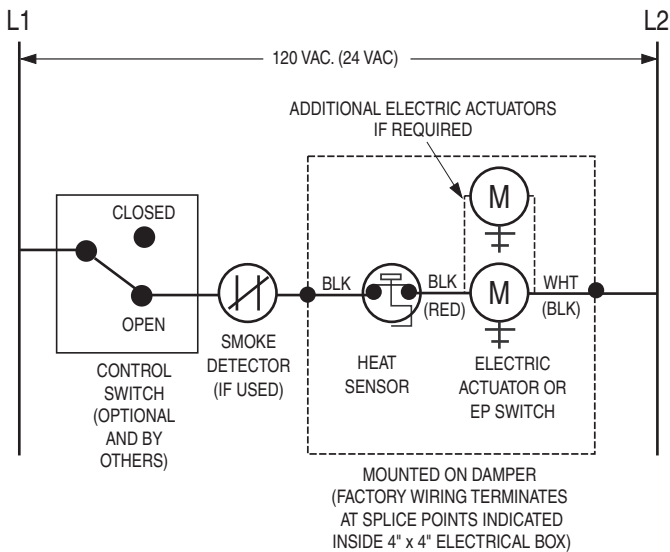 L1
L2
120 VAC. (24 VAC)
ADDITIONAL ELECTRIC ACTUATORS
IF REQUIRED
CLOSED
OPEN
CONTROL
SWITCH
(OPTIONAL
AND BY
OTHERS)
SMOKE
DETECTOR
(IF USED)
BLK
HEAT
SENSOR
BLK
(RED)
M
M
WHT
(BLK)
ELECTRIC
ACTUATOR OR
EP SWITCH
MOUNTED ON DAMPER
(FACTORY WIRING TERMINATES
AT SPLICE POINTS INDICATED
INSIDE 4" x 4" ELECTRICAL BOX)